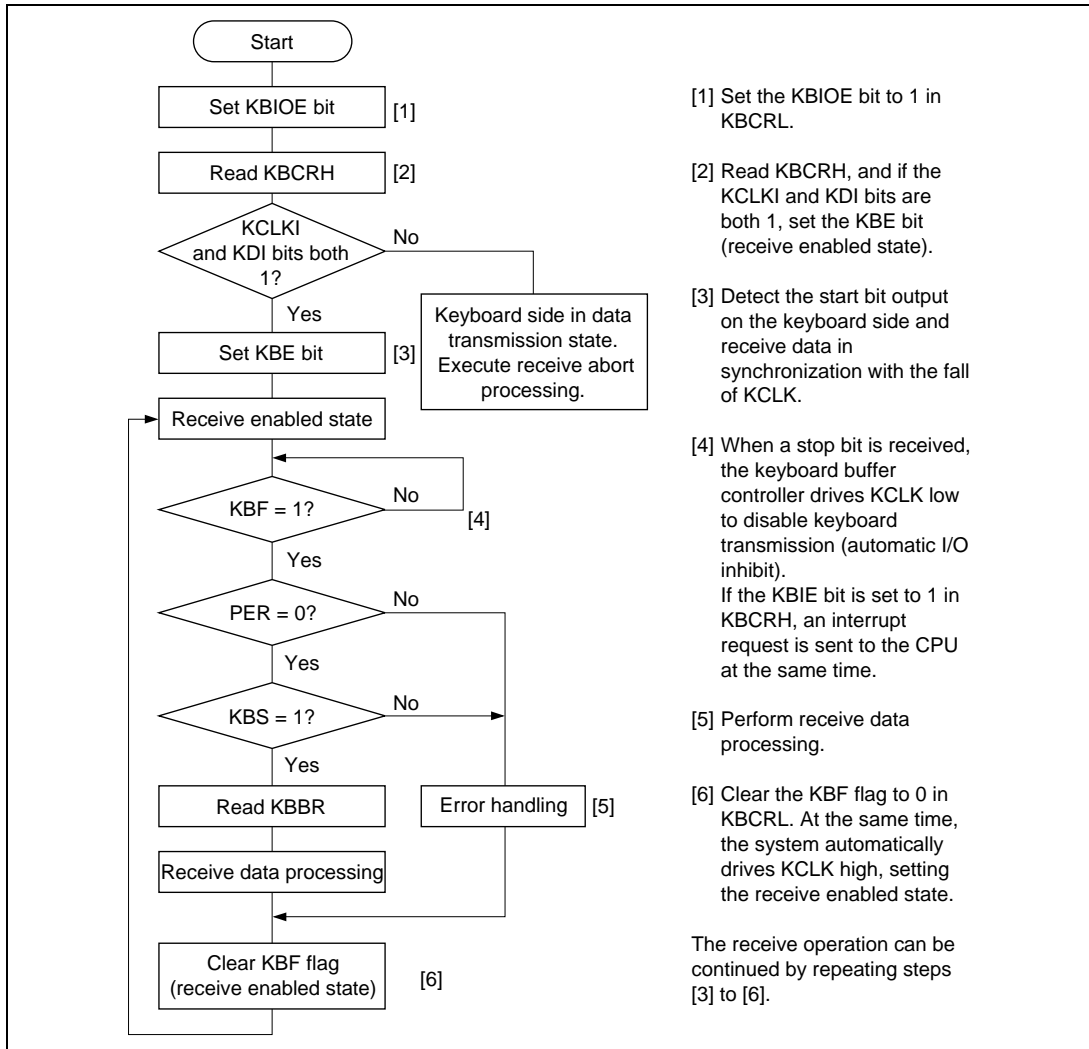 Start
Set KBIOE bit
[1]
Read KBCRH
[2]
KCLKI
and KDI bits both
1?
No
Yes
Keyboard side in data
transmission state.
Execute receive abort
processing.
Set KBE bit
[3]
Receive enabled state
KBF = 1?
No
[4]
Yes
PER = 0?
No
Yes
KBS = 1?
No
Yes
Read KBBR
Error handling
[5]
Receive data processing
Clear KBF flag
(receive enabled state)
[6]
[1] Set the KBIOE bit to 1 in
KBCRL.
[2] Read KBCRH, and if the
KCLKI and KDI bits are
both 1, set the KBE bit
(receive enabled state).
[3] Detect the start bit output
on the keyboard side and
receive data in
synchronization with the fall
of KCLK.
[4] When a stop bit is received,
the keyboard buffer
controller drives KCLK low
to disable keyboard
transmission (automatic I/O
inhibit).
If the KBIE bit is set to 1 in
KBCRH, an interrupt
request is sent to the CPU
at the same time.
[5] Perform receive data
processing.
[6] Clear the KBF flag to 0 in
KBCRL. At the same time,
the system automatically
drives KCLK high, setting
the receive enabled state.
The receive operation can be
continued by repeating steps
[3] to [6].